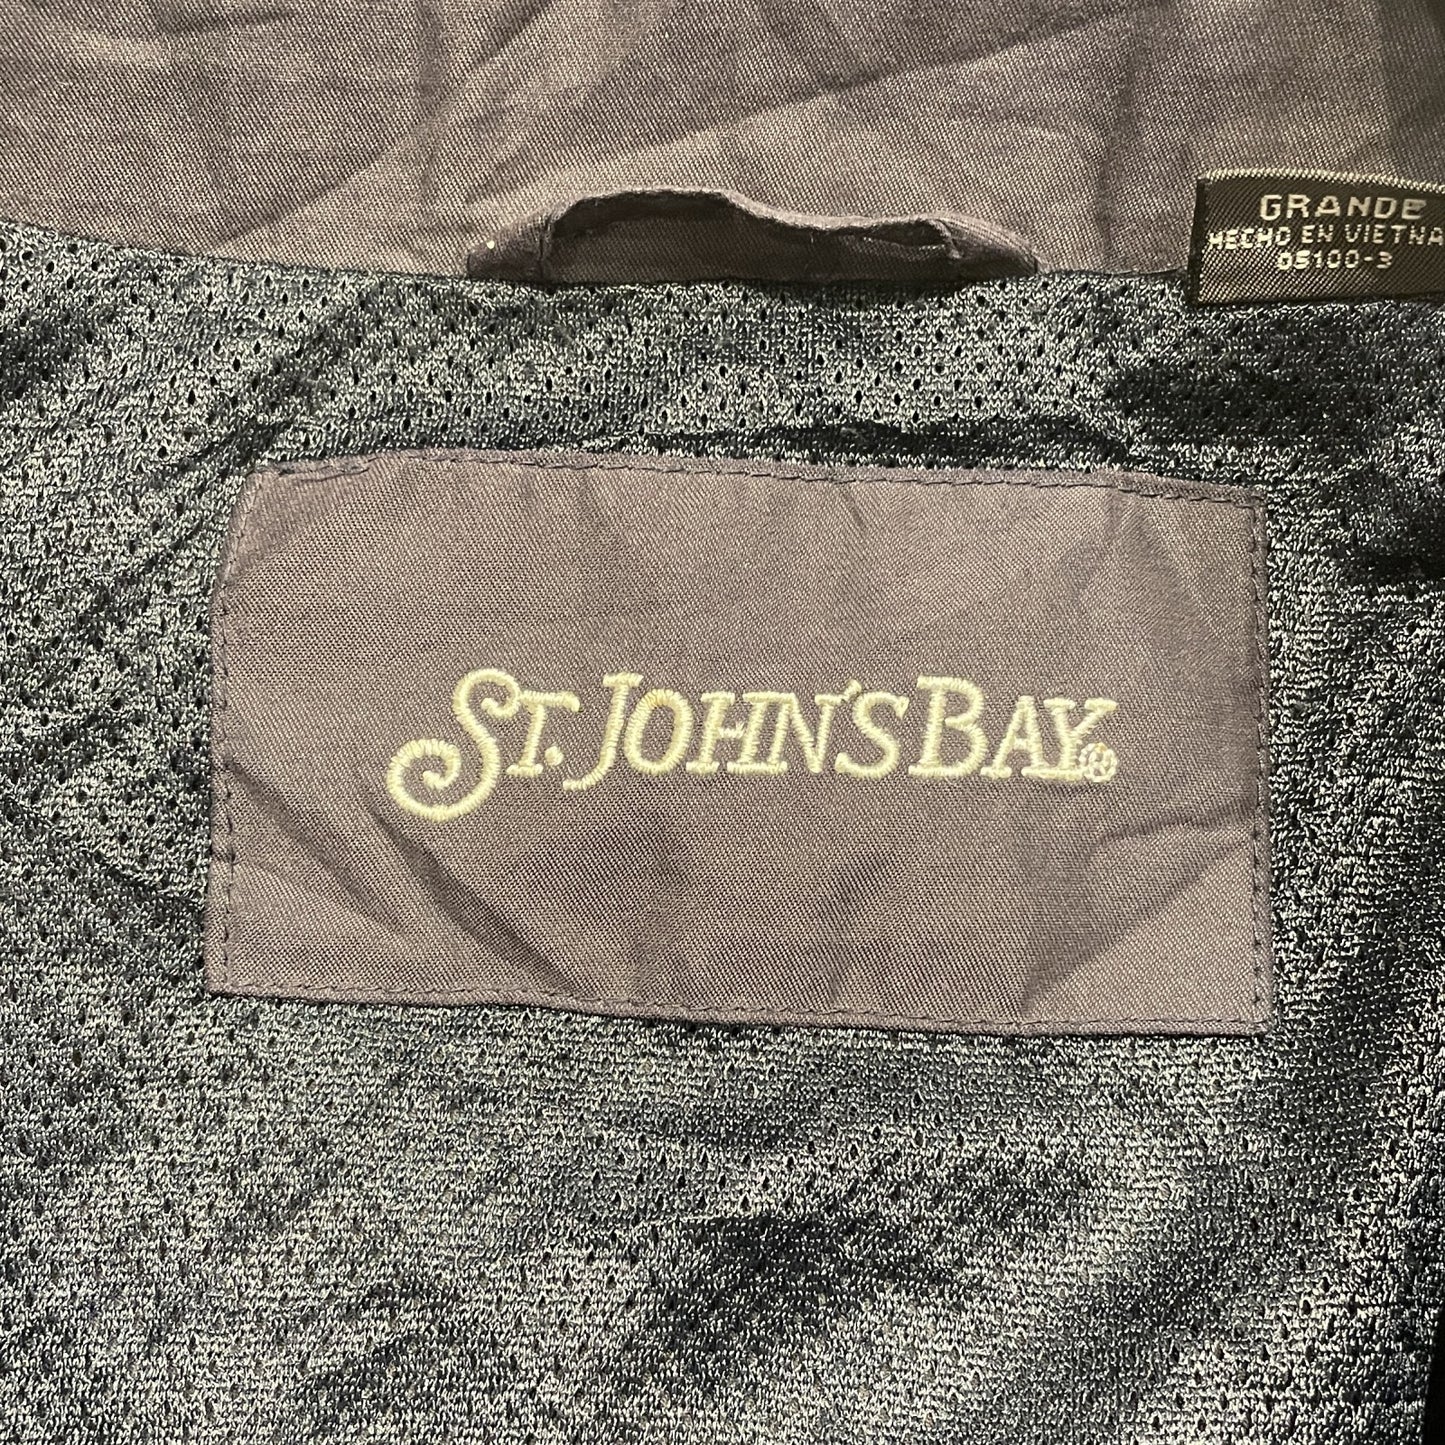 GRANDE
HECHO EN VIETNA
05100-3
ST. JOHN'S BAY®